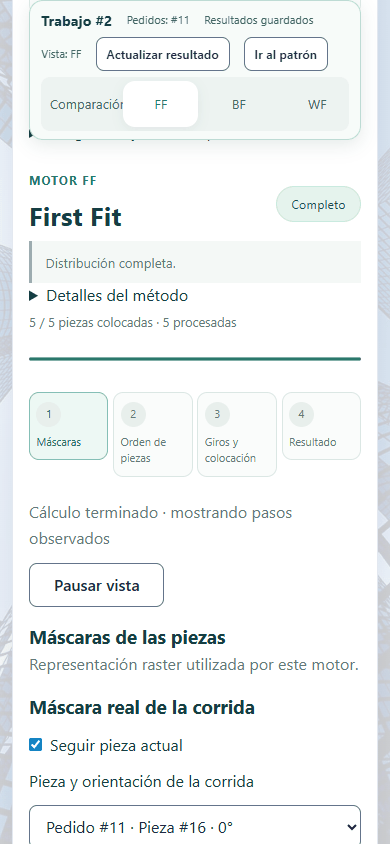 Trabajo #2 Pedidos: #11 Resultados guardados
Vista: FF Actualizar resultado Ir al patrón
Comparación FF BF WF
MOTOR FF
First Fit
Completo
Distribución completa.
Detalles del método
5 / 5 piezas colocadas · 5 procesadas
1
Máscaras
2
Orden de
piezas
3
Giros y
colocación
4
Resultado
Cálculo terminado · mostrando pasos
observados
Pausar vista
Máscaras de las piezas
Representación raster utilizada por este motor.
Máscara real de la corrida
Seguir pieza actual
Pieza y orientación de la corrida
Pedido #11 · Pieza #16 · 0°